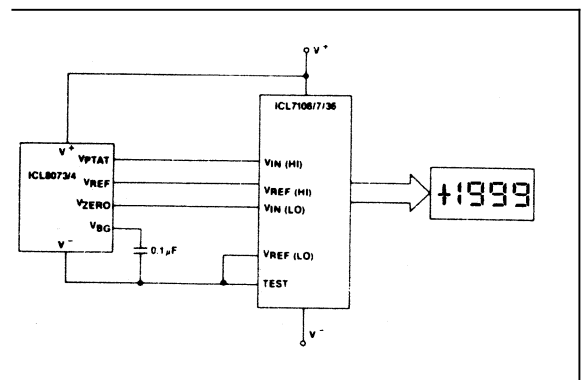 V+
ICL7106/7/36
V+
VPTAT
ICL8073/4
VREF
VZERO
VBG
V-
0.1μF
VIN (HI)
VREF (HI)
VIN (LO)
VREF (LO)
TEST
+1999
V-